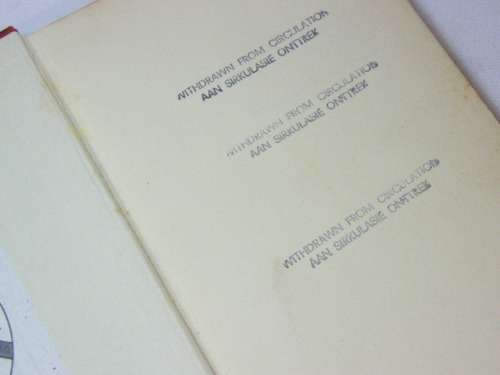 WITHDRAWN FROM CIRCULATION
AAN SIRKULASIE ONTTREK
WITHDRAWN FROM CIRCULATION
AAN SIRKULASIE ONTTREK
WITHDRAWN FROM CIRCULATION
AAN SIRKULASIE ONTTREK